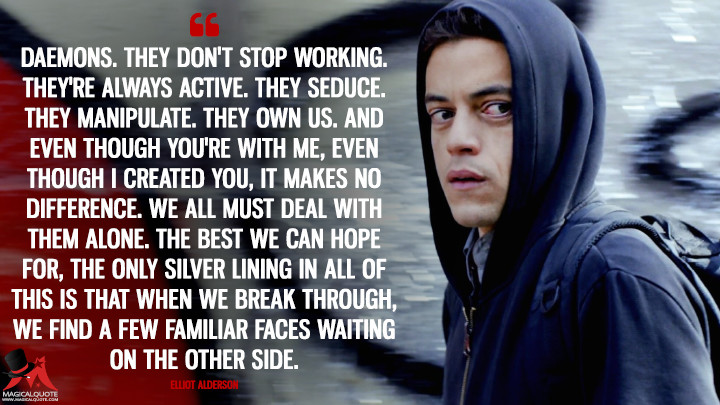 “
DAEMONS. THEY DON'T STOP WORKING.
THEY'RE ALWAYS ACTIVE. THEY SEDUCE.
THEY MANIPULATE. THEY OWN US. AND
EVEN THOUGH YOU'RE WITH ME, EVEN
THOUGH I CREATED YOU, IT MAKES NO
DIFFERENCE. WE ALL MUST DEAL WITH
THEM ALONE. THE BEST WE CAN HOPE
FOR, THE ONLY SILVER LINING IN ALL OF
THIS IS THAT WHEN WE BREAK THROUGH,
WE FIND A FEW FAMILIAR FACES WAITING
ON THE OTHER SIDE.
ELLIOT ALDERSON
MAGICALQUOTE
WWW.MAGICALQUOTE.COM